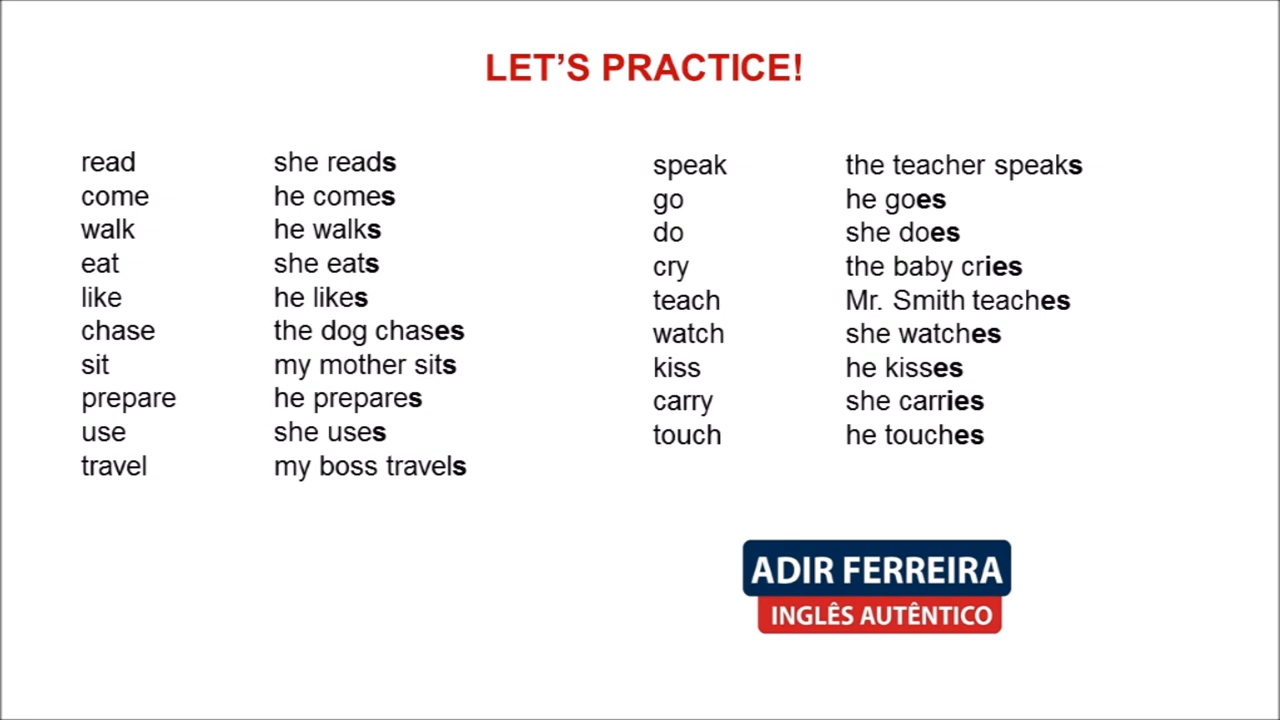 LET’S PRACTICE!
read she reads
come he comes
walk he walks
eat she eats
like he likes
chase the dog chases
sit my mother sits
prepare he prepares
use she uses
travel my boss travels
speak the teacher speaks
go he goes
do she does
cry the baby cries
teach Mr. Smith teaches
watch she watches
kiss he kisses
carry she carries
touch he touches
ADIR FERREIRA
INGLÊS AUTÊNTICO